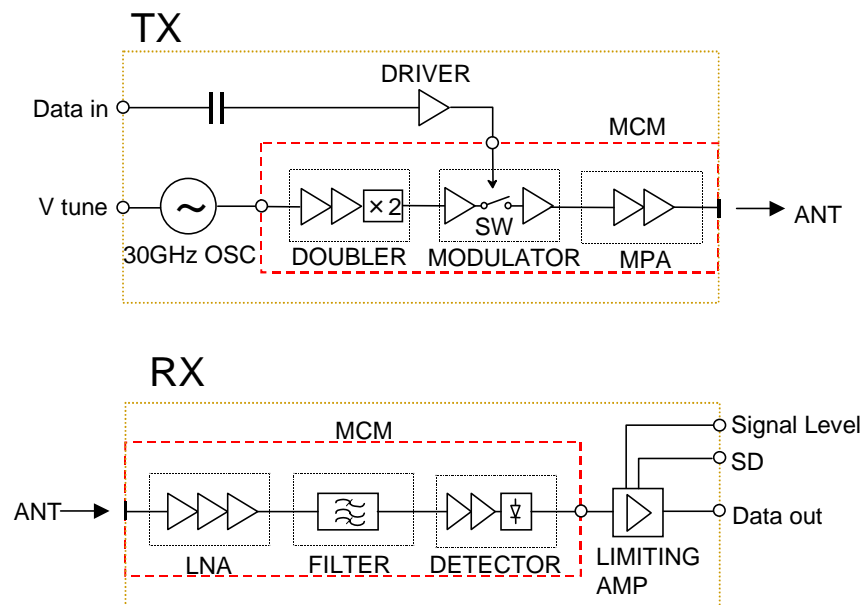 TX
DRIVER
Data in
MCM
V tune
× 2
SW
ANT
30GHz OSC
DOUBLER
MODULATOR
MPA
RX
MCM
Signal Level
SD
ANT
Data out
LNA
FILTER
DETECTOR
LIMITING
AMP